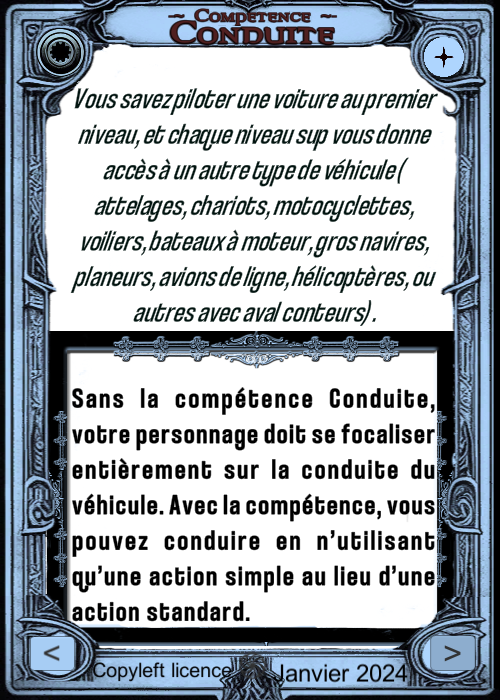 ~ Compétence ~
Conduite
Vous savez piloter une voiture au premier
niveau, et chaque niveau sup vous donne
accès à un autre type de véhicule (
attelages, chariots, motocyclettes,
voiliers, bateaux à moteur, gros navires,
planeurs, avions de ligne, hélicoptères, ou
autres avec aval conteurs) .
Sans la compétence Conduite,
votre personnage doit se focaliser
entièrement sur la conduite du
véhicule. Avec la compétence, vous
pouvez conduire en n'utilisant
qu'une action simple au lieu d'une
action standard.
< >
Copyleft licence Janvier 2024